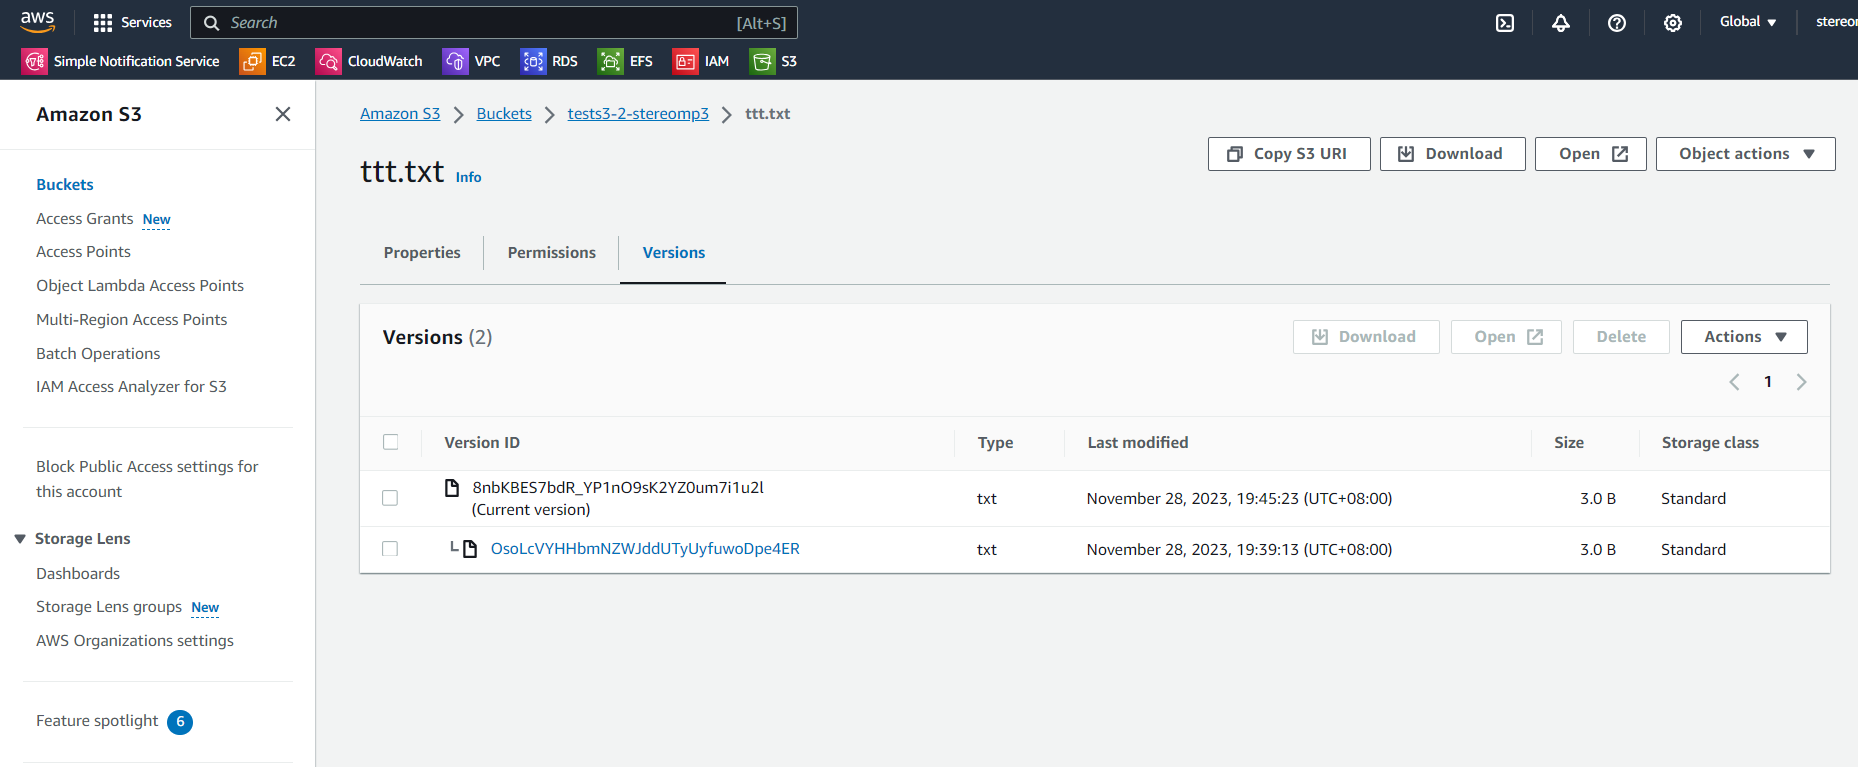 aws
Services
Search
[Alt+S]
Global
Simple Notification Service
EC2
CloudWatch
VPC
RDS
EFS
IAM
S3
Amazon S3
Buckets
Access Grants New
Access Points
Object Lambda Access Points
Multi-Region Access Points
Batch Operations
IAM Access Analyzer for S3
Block Public Access settings for
this account
Storage Lens
Dashboards
Storage Lens groups New
AWS Organizations settings
Feature spotlight 6
Amazon S3
Buckets
tests3-2-stereomp3
ttt.txt
ttt.txt Info
Copy S3 URI
Download
Open
Object actions
Properties
Permissions
Versions
Versions (2)
Download
Open
Delete
Actions
1
Version ID
Type
Last modified
Size
Storage class
8nbKBES7bdR_YP1nO9sK2YZ0um7i1u2l
(Current version)
txt
November 28, 2023, 19:45:23 (UTC+08:00)
3.0 B
Standard
OsoLcVYHHbmNZWJddUTyUyfuwoDpe4ER
txt
November 28, 2023, 19:39:13 (UTC+08:00)
3.0 B
Standard